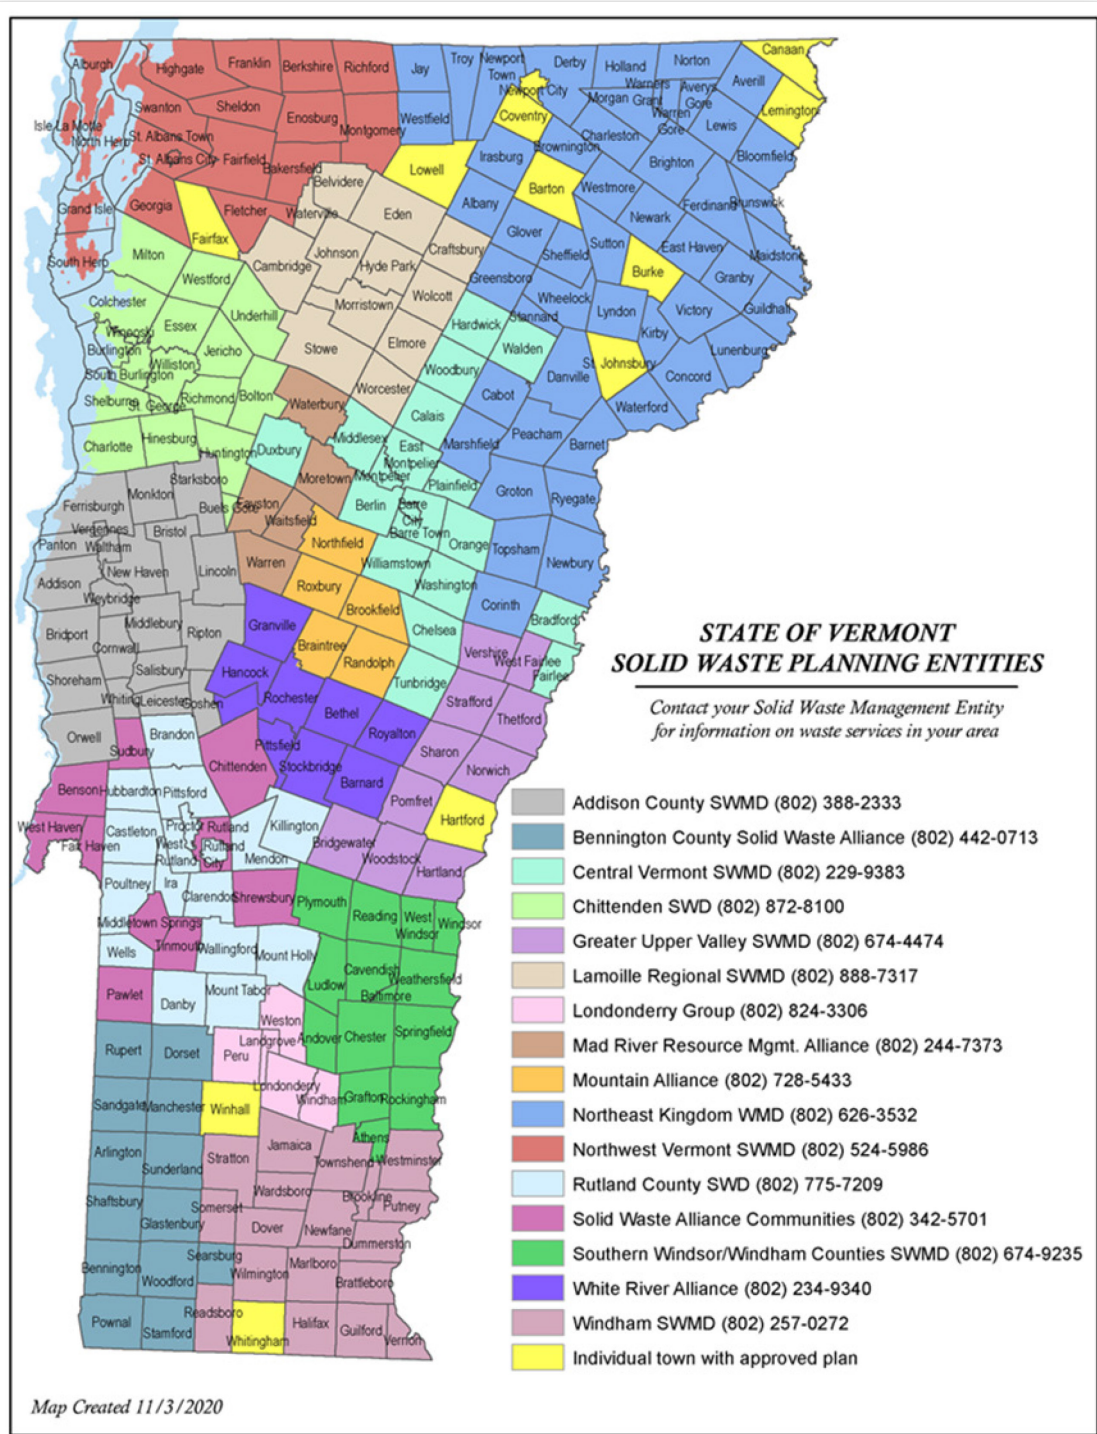 Alburgh
Highgate
Franklin
Berkshire
Richford
Jay
Troy
Newport
Town
Derby
Holland
Norton
Canaan
Newport City
Warners
Grant
Averys
Gore
Averill
Swanton
Sheldon
Enosburg
Montgomery
Westfield
Coventry
Morgan
Warren
Gore
Lewis
Lemington
Isle La Motte
North Hero
St. Albans Town
St. Albans City
Fairfield
Bakersfield
Lowell
Irasburg
Brownington
Charleston
Brighton
Bloomfield
Belvidere
Barton
Westmore
Grand Isle
Georgia
Fairfax
Fletcher
Waterville
Eden
Albany
Newark
Ferdinand
Brunswick
South Hero
Milton
Westford
Cambridge
Johnson
Hyde Park
Craftsbury
Glover
Sheffield
Sutton
East Haven
Maidstone
Burke
Granby
Colchester
Underhill
Morristown
Wolcott
Greensboro
Wheelock
Stannard
Lyndon
Victory
Guildhall
Winooski
Essex
Hardwick
Kirby
Burlington
Jericho
Stowe
Elmore
Walden
St. Johnsbury
Lunenburg
Williston
South Burlington
Woodbury
Danville
Concord
Shelburne
St. George
Richmond
Bolton
Waterbury
Worcester
Cabot
Waterford
Calais
Charlotte
Hinesburg
Huntington
Duxbury
Middlesex
East
Montpelier
Marshfield
Peacham
Barnet
Starksboro
Moretown
Montpelier
Plainfield
Monkton
Groton
Ryegate
Ferrisburgh
Buels Gore
Fayston
Waitsfield
Berlin
Barre
City
Barre Town
Vergennes
Bristol
Panton
Waltham
Northfield
Orange
Topsham
Newbury
Addison
New Haven
Lincoln
Warren
Williamstown
Washington
Weybridge
Roxbury
Brookfield
Corinth
Bradford
Bridport
Middlebury
Ripton
Granville
Chelsea
Cornwall
Braintree
Randolph
Vershire
West Fairlee
Fairlee
Shoreham
Salisbury
Hancock
Tunbridge
Whiting
Leicester
Goshen
Rochester
Strafford
Bethel
Thetford
Orwell
Sudbury
Brandon
Pittsfield
Royalton
Sharon
Chittenden
Stockbridge
Norwich
Benson
Hubbardton
Pittsford
Barnard
Pomfret
Hartford
West Haven
Fair Haven
Castleton
Proctor
West
Rutland
Rutland
Rutland
City
Killington
Mendon
Bridgewater
Woodstock
Hartland
Poultney
Ira
Clarendon
Shrewsbury
Plymouth
Reading
West
Windsor
Windsor
Middletown Springs
Tinmouth
Wallingford
Mount Holly
Wells
Ludlow
Cavendish
Baltimore
Weathersfield
Pawlet
Danby
Mount Tabor
Weston
Landgrove
Andover
Chester
Springfield
Rupert
Dorset
Peru
Londonderry
Windham
Grafton
Rockingham
Sandgate
Manchester
Winhall
Athens
Arlington
Sunderland
Stratton
Jamaica
Townshend
Westminster
Wardsboro
Brookline
Shaftsbury
Glastenbury
Somerset
Dover
Newfane
Putney
Dummerston
Bennington
Woodford
Searsburg
Wilmington
Marlboro
Brattleboro
Pownal
Stamford
Readsboro
Whitingham
Halifax
Guilford
Vernon
STATE OF VERMONT
SOLID WASTE PLANNING ENTITIES
Contact your Solid Waste Management Entity
for information on waste services in your area
Addison County SWMD (802) 388-2333
Bennington County Solid Waste Alliance (802) 442-0713
Central Vermont SWMD (802) 229-9383
Chittenden SWD (802) 872-8100
Greater Upper Valley SWMD (802) 674-4474
Lamoille Regional SWMD (802) 888-7317
Londonderry Group (802) 824-3306
Mad River Resource Mgmt. Alliance (802) 244-7373
Mountain Alliance (802) 728-5433
Northeast Kingdom WMD (802) 626-3532
Northwest Vermont SWMD (802) 524-5986
Rutland County SWD (802) 775-7209
Solid Waste Alliance Communities (802) 342-5701
Southern Windsor/Windham Counties SWMD (802) 674-9235
White River Alliance (802) 234-9340
Windham SWMD (802) 257-0272
Individual town with approved plan
Map Created 11/3/2020